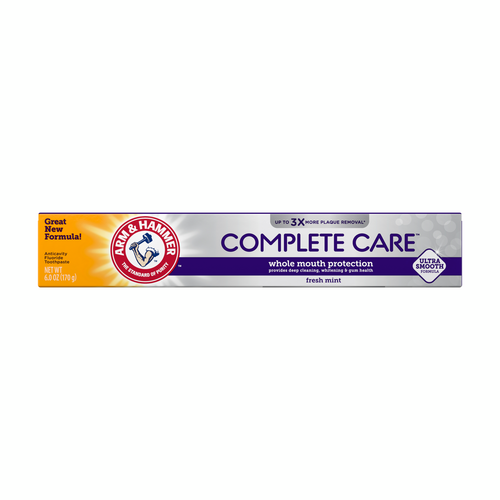 Great
New
Formula!
Anticavity
Fluoride
Toothpaste
NET WT
6.0 OZ (170 g)
ARM & HAMMER
THE STANDARD OF PURITY
UP TO 3X MORE PLAQUE REMOVAL*
COMPLETE CARE™
whole mouth protection
provides deep cleaning, whitening & gum health
fresh mint
ULTRA
SMOOTH
FORMULA